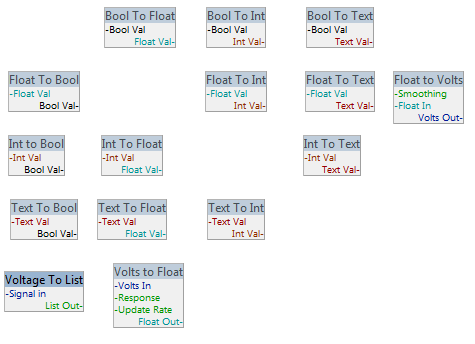 Bool To Float
-Bool Val
Float Val-
Bool To Int
-Bool Val
Int Val-
Bool To Text
-Bool Val
Text Val-
Float To Bool
-Float Val
Bool Val-
Float To Int
-Float Val
Int Val-
Float To Text
-Float Val
Text Val-
Float to Volts
-Smoothing
-Float In
Volts Out-
Int to Bool
-Int Val
Bool Val-
Int To Float
-Int Val
Float Val-
Int To Text
-Int Val
Text Val-
Text To Bool
-Text Val
Bool Val-
Text To Float
-Text Val
Float Val-
Text To Int
-Text Val
Int Val-
Voltage To List
-Signal in
List Out-
Volts to Float
-Volts In
-Response
-Update Rate
Float Out-